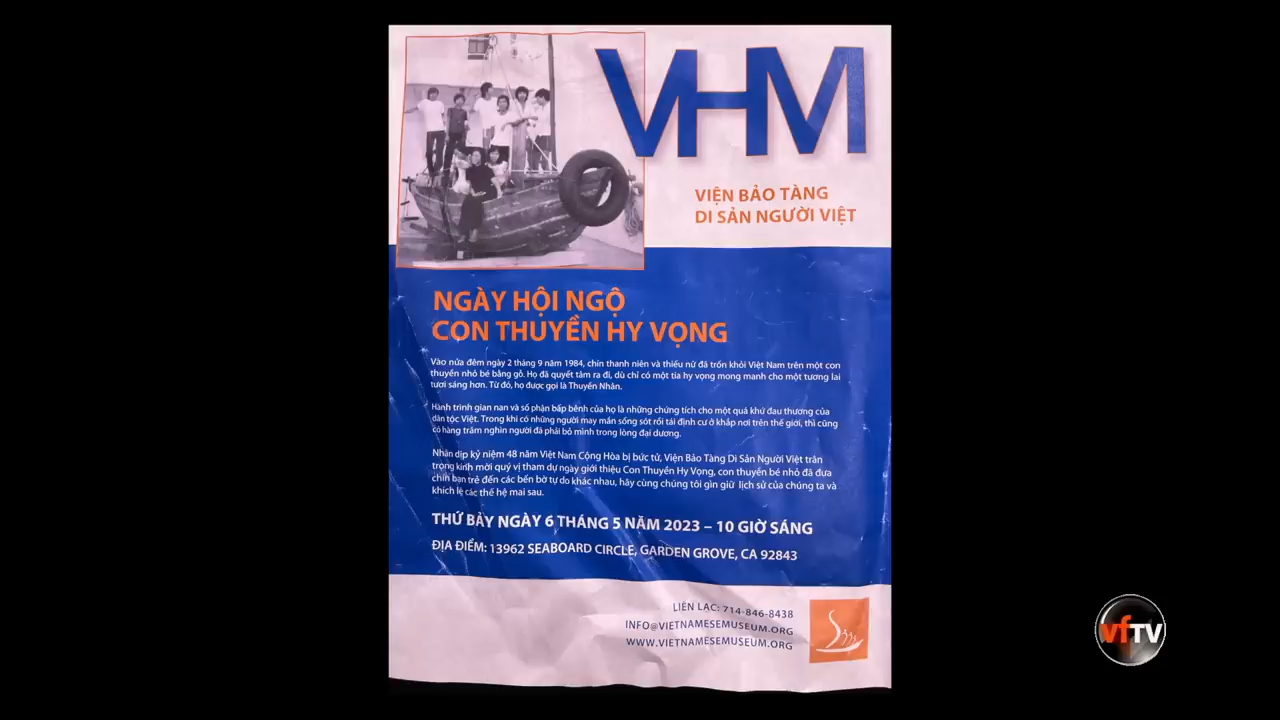 VHM
VIỆN BẢO TÀNG
DI SẢN NGƯỜI VIỆT
NGÀY HỘI NGỘ
CON THUYỀN HY VỌNG
Vào nửa đêm ngày 2 tháng 9 năm 1984, chín thanh niên và thiếu nữ đã trốn khỏi Việt Nam trên một con
thuyền nhỏ bé bằng gỗ. Họ đã quyết tâm ra đi, dù chỉ có một tia hy vọng mong manh cho một tương lai
tươi sáng hơn. Từ đó, họ được gọi là Thuyền Nhân.
Hành trình gian nan và số phận bấp bênh của họ là những chứng tích cho một quá khứ đau thương của
dân tộc Việt. Trong khi có những người may mắn sống sót rồi tái định cư ở khắp nơi trên thế giới, thì cũng
có hàng trăm nghìn người đã phải bỏ mình trong lòng đại dương.
Nhân dịp kỷ niệm 48 năm Việt Nam Cộng Hòa bị bức tử, Viện Bảo Tàng Di Sản Người Việt trân
trọng kính mời quý vị tham dự ngày giới thiệu Con Thuyền Hy Vọng, con thuyền bé nhỏ đã đưa
chín bạn trẻ đến các bến bờ tự do khác nhau, hãy cùng chúng tôi gìn giữ lịch sử của chúng ta và
khích lệ các thế hệ mai sau.
THỨ BẢY NGÀY 6 THÁNG 5 NĂM 2023 – 10 GIỜ SÁNG
ĐỊA ĐIỂM: 13962 SEABOARD CIRCLE, GARDEN GROVE, CA 92843
LIÊN LẠC: 714-846-8438
INFO@VIETNAMESEMUSEUM.ORG
WWW.VIETNAMESEMUSEUM.ORG
vfTV